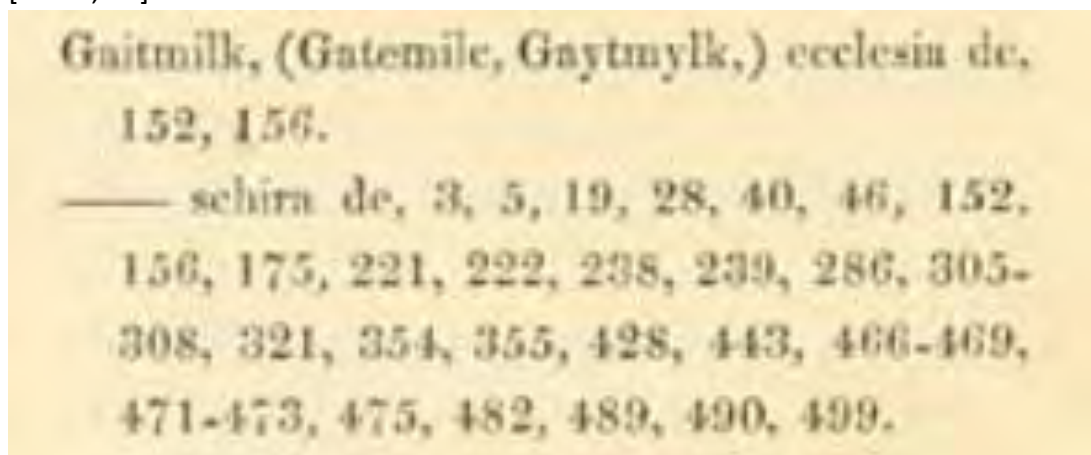 Gaitmilk, (Gatemile, Gaytmylk,) ecclesia de,
152, 156.
—— schira de, 3, 5, 19, 28, 40, 46, 152,
156, 175, 221, 222, 238, 239, 286, 305-
308, 321, 354, 355, 428, 443, 466-469,
471-473, 475, 482, 489, 490, 499.